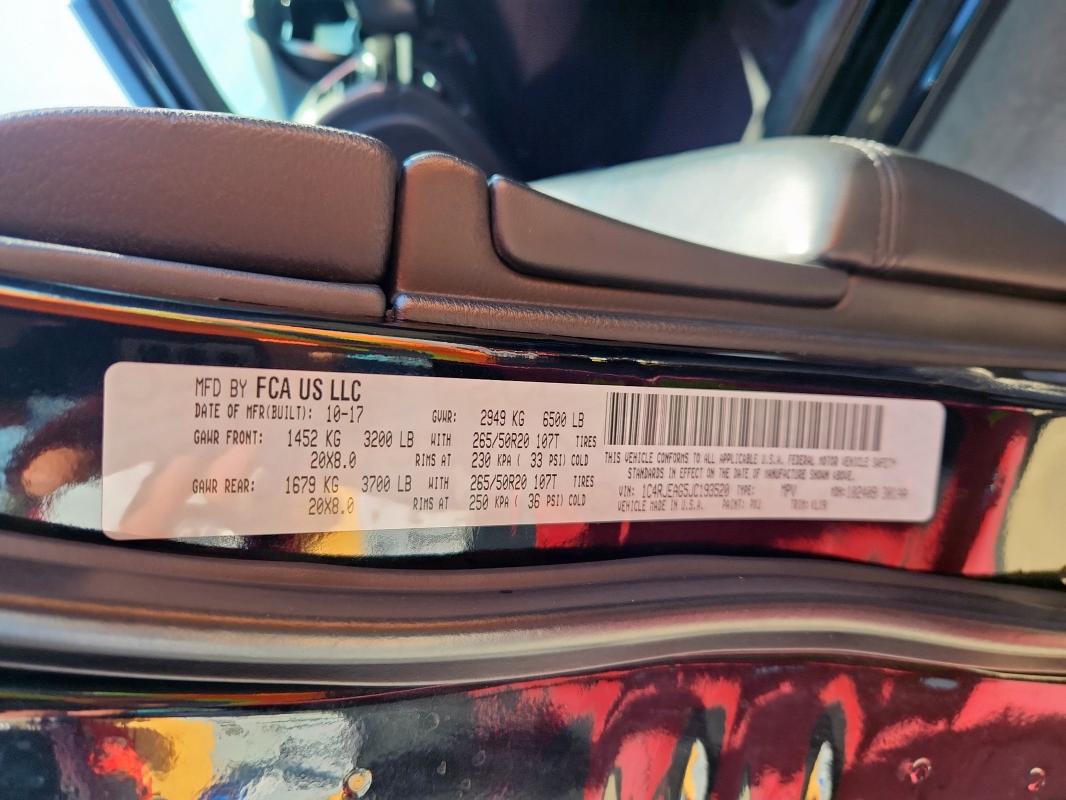 MFD BY FCA US LLC
DATE OF MFR(BUILT): 10-17 GVWR: 2949 KG 6500 LB
GAWR FRONT: 1452 KG 3200 LB WITH 265/50R20 107T TIRES
20X8.0 RIMS AT 230 KPA ( 33 PSI) COLD
GAWR REAR: 1679 KG 3700 LB WITH 265/50R20 107T TIRES
20X8.0 RIMS AT 250 KPA ( 36 PSI) COLD
THIS VEHICLE CONFORMS TO ALL APPLICABLE U.S.A. FEDERAL MOTOR VEHICLE SAFETY
STANDARDS IN EFFECT ON THE DATE OF MANUFACTURE SHOWN ABOVE.
VIN: 1C4RJEAG5JC193520 TYPE: MPV MDH:
VEHICLE MADE IN U.S.A. PAINT: TRIM: